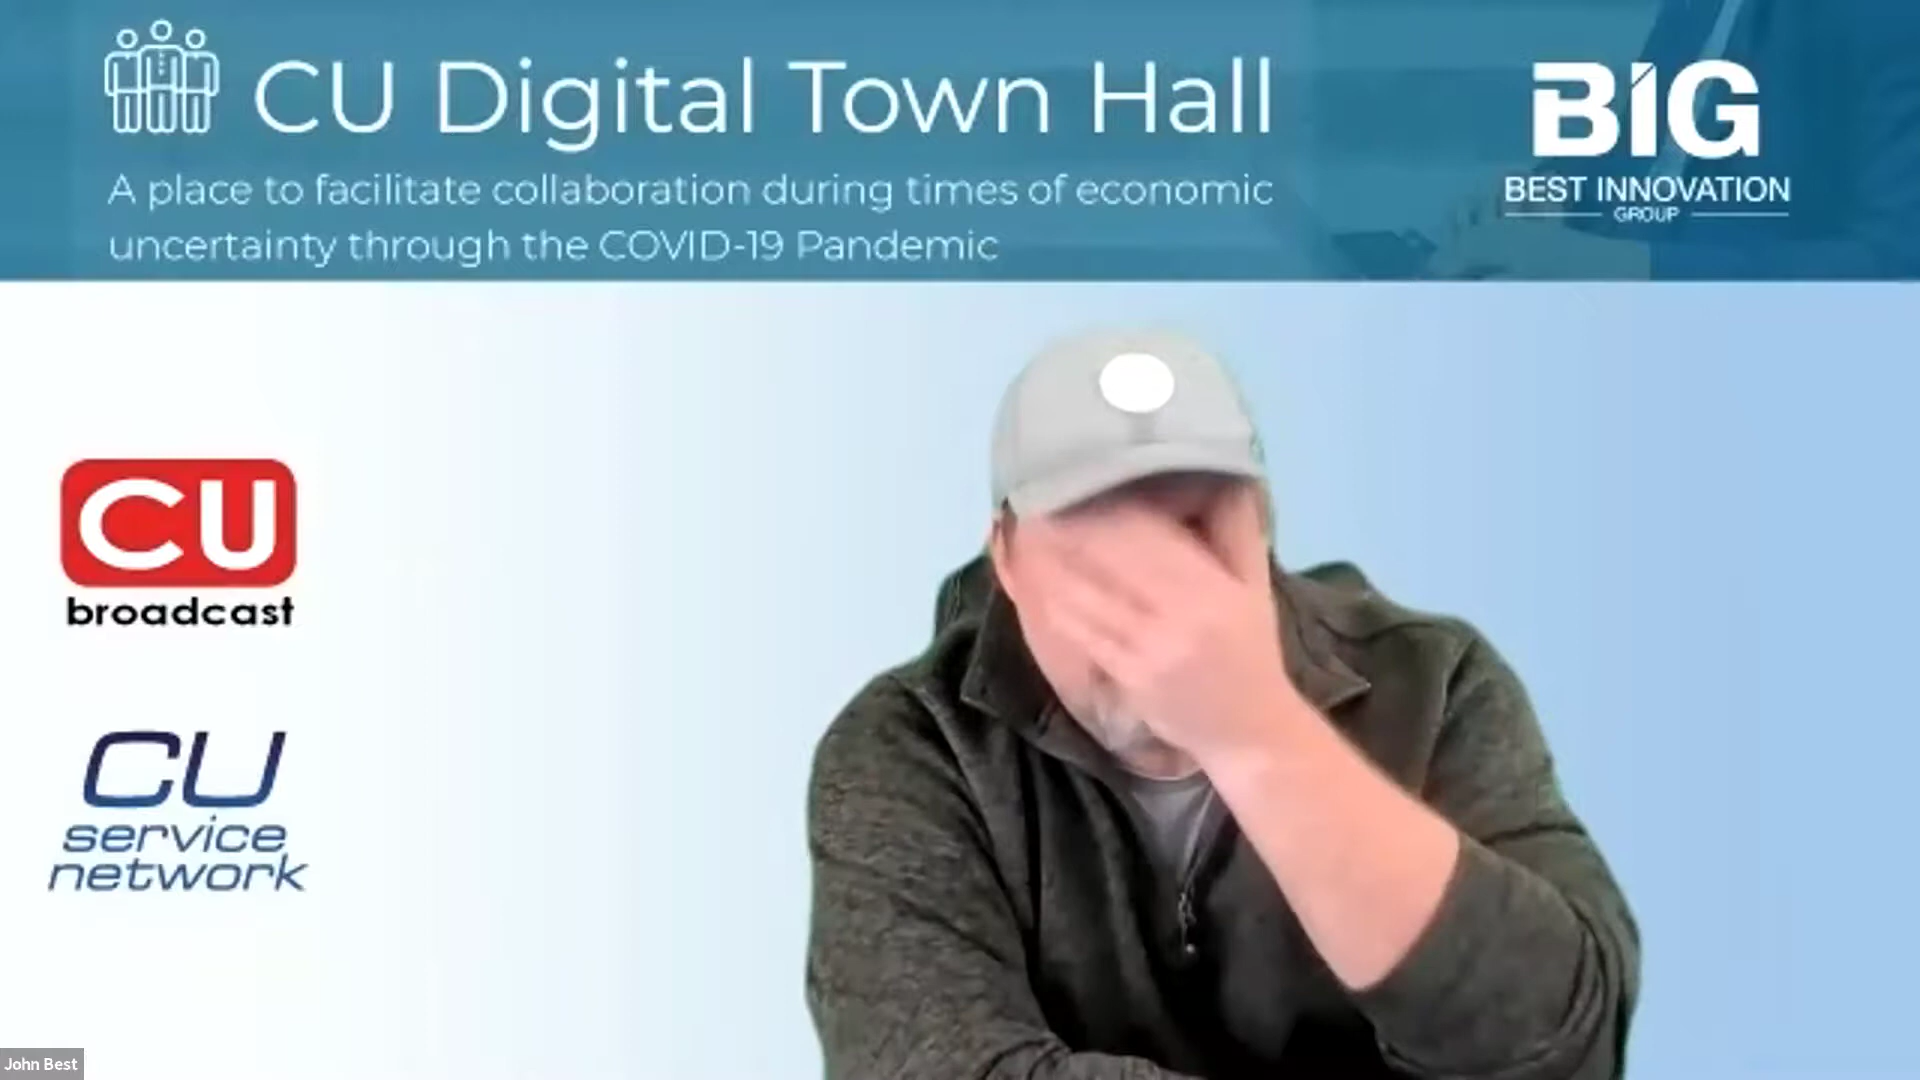 CU Digital Town Hall
A place to facilitate collaboration during times of economic
uncertainty through the COVID-19 Pandemic
BIG
BEST INNOVATION
GROUP
CU
broadcast
CU
service
network
John Best